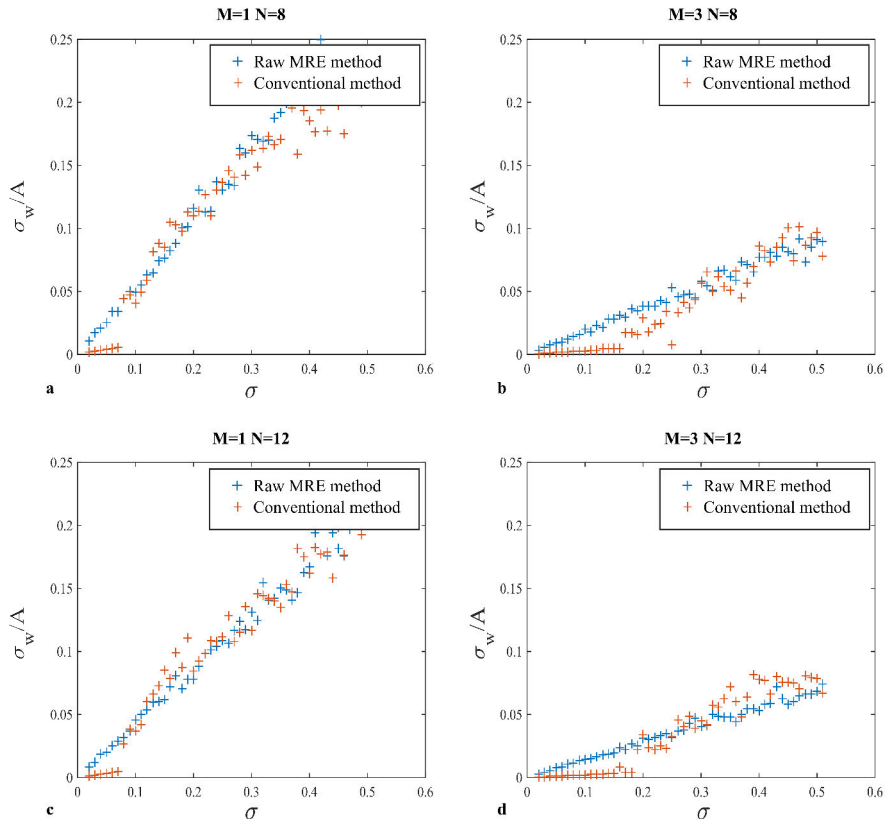 M=1 N=8
0.25
0.2
0.15
0.1
0.05
0
σw/A
Raw MRE method
Conventional method
0 0.1 0.2 0.3 0.4 0.5 0.6
a σ
M=3 N=8
0.25
0.2
0.15
0.1
0.05
0
σw/A
Raw MRE method
Conventional method
0 0.1 0.2 0.3 0.4 0.5 0.6
b σ
M=1 N=12
0.25
0.2
0.15
0.1
0.05
0
σw/A
Raw MRE method
Conventional method
0 0.1 0.2 0.3 0.4 0.5 0.6
c σ
M=3 N=12
0.25
0.2
0.15
0.1
0.05
0
σw/A
Raw MRE method
Conventional method
0 0.1 0.2 0.3 0.4 0.5 0.6
d σ